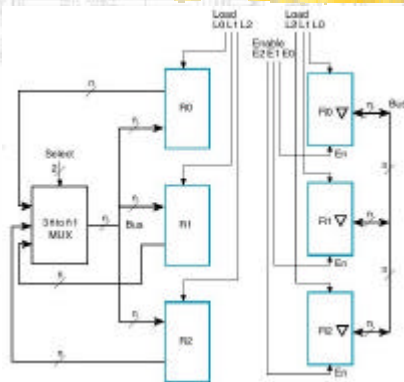 Load
L0 L1 L2
Load
L2 L1 L0
Enable
E2 E1 E0
n
R0
n
Select
2
3 n to n 1
MUX
n
Bus
n
R1
n
n
R2
n
R0
n
Bus
En
n
R1
n
En
n
R2
n
En